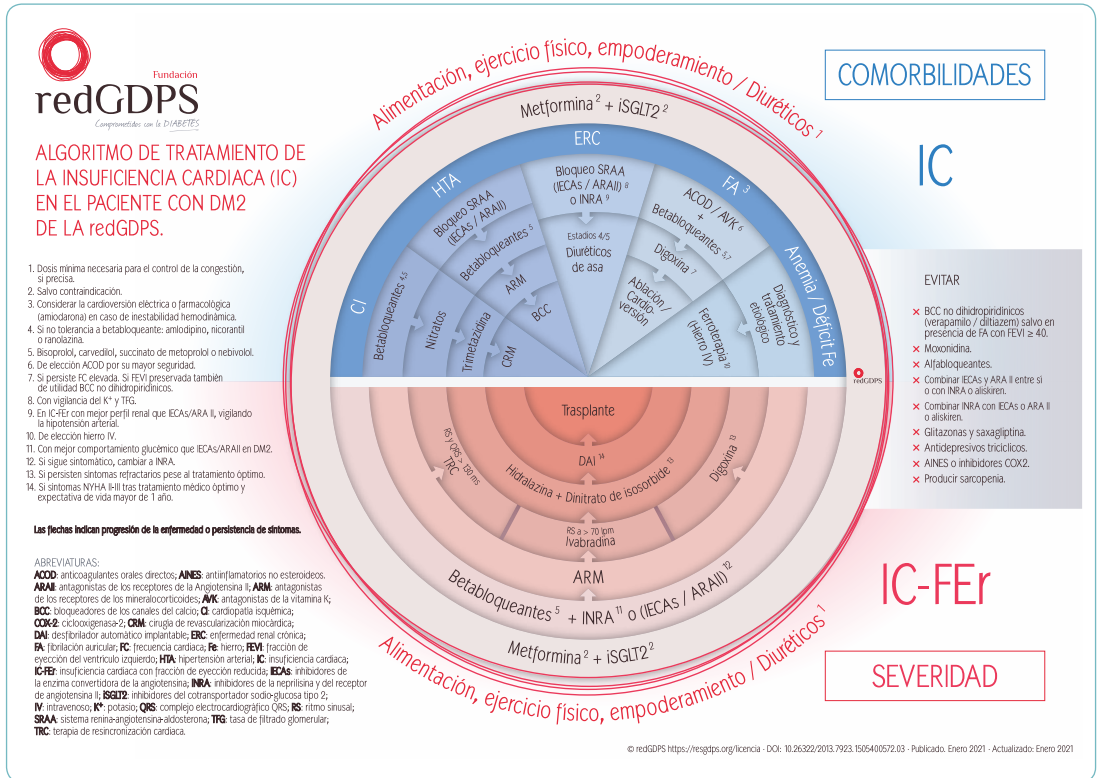 Fundación
redGDPS
Comprometidos con la DIABETES
ALGORITMO DE TRATAMIENTO DE
LA INSUFICIENCIA CARDIACA (IC)
EN EL PACIENTE CON DM2
DE LA redGDPS.
1. Dosis mínima necesaria para el control de la congestión,
si precisa.
2. Salvo contraindicación.
3. Considerar la cardioversión eléctrica o farmacológica
(amiodarona) en caso de inestabilidad hemodinámica.
4. Si no tolerancia a betabloqueante: amlodipino, nicorantil
o ranolazina.
5. Bisoprolol, carvedilol, succinato de metoprolol o nebivolol.
6. De elección ACOD por su mayor seguridad.
7. Si persiste FC elevada. Si FEVI preservada también
de utilidad BCC no dihidropiridínicos.
8. Con vigilancia del K⁺ y TFG.
9. En IC-FEr con mejor perfil renal que IECAs/ARA II, vigilando
la hipotensión arterial.
10. De elección hierro IV.
11. Con mejor comportamiento glucémico que IECAs/ARAII en DM2.
12. Si sigue sintomático, cambiar a INRA.
13. Si persisten síntomas refractarios pese al tratamiento óptimo.
14. Si síntomas NYHA II-III tras tratamiento médico óptimo y
expectativa de vida mayor de 1 año.
Las flechas indican progresión de la enfermedad o persistencia de síntomas.
ABREVIATURAS:
ACOD: anticoagulantes orales directos; AINES: antiinflamatorios no esteroideos.
ARAII: antagonistas de los receptores de la Angiotensina II; ARM: antagonistas
de los receptores de los mineralocorticoides; AVK: antagonistas de la vitamina K;
BCC: bloqueadores de los canales del calcio; CI: cardiopatía isquémica;
COX-2: ciclooxigenasa-2; CRM: cirugía de revascularización miocárdica;
DAI: desfibrilador automático implantable; ERC: enfermedad renal crónica;
FA: fibrilación auricular; FC: frecuencia cardiaca; Fe: hierro; FEVI: fracción de
eyección del ventrículo izquierdo; HTA: hipertensión arterial; IC: insuficiencia cardiaca;
IC-FEr: insuficiencia cardiaca con fracción de eyección reducida; IECAs: inhibidores de
la enzima convertidora de la angiotensina; INRA: inhibidores de la neprilisina y del receptor
de angiotensina II; iSGLT2: inhibidores del cotransportador sodio-glucosa tipo 2;
IV: intravenoso; K⁺: potasio; QRS: complejo electrocardiográfico QRS; RS: ritmo sinusal;
SRAA: sistema renina-angiotensina-aldosterona; TFG: tasa de filtrado glomerular;
TRC: terapia de resincronización cardiaca.
Alimentación, ejercicio físico, empoderamiento / Diuréticos ¹
Metformina ² + iSGLT2 ²
CI
Betabloqueantes ⁴,⁵
Nitratos
Trimetazidina
CRM
HTA
Bloqueo SRAA
(IECAs / ARAII)
Betabloqueantes ⁵
ARM
BCC
ERC
Bloqueo SRAA
(IECAs / ARAII) ⁸
o INRA ⁹
Estadios 4/5
Diuréticos
de asa
FA ³
ACOD / AVK ⁶
+
Betabloqueantes ⁵,⁷
Digoxina ⁷
Ablación /
Cardio-
versión
Anemia / Déficit Fe
Diagnóstico y
tratamiento
etiológico
Ferroterapia
(Hierro IV) ¹⁰
redGDPS
Trasplante
DAI ¹⁴
Hidralazina + Dinitrato de isosorbide ¹³
RS y QRS > 130 ms
TRC
Digoxina ¹³
RS a > 70 lpm
Ivabradina
ARM
Betabloqueantes ⁵ + INRA ¹¹ o (IECAs / ARAII) ¹²
Metformina ² + iSGLT2 ²
Alimentación, ejercicio físico, empoderamiento / Diuréticos ¹
COMORBILIDADES
IC
EVITAR
× BCC no dihidropiridínicos
(verapamilo / diltiazem) salvo en
presencia de FA con FEVI ≥ 40.
× Moxonidina.
× Alfabloqueantes.
× Combinar IECAs y ARA II entre sí
o con INRA o aliskiren.
× Combinar INRA con IECAs o ARA II
o aliskiren.
× Glitazonas y saxagliptina.
× Antidepresivos tricíclicos.
× AINES o inhibidores COX2.
× Producir sarcopenia.
IC-FEr
SEVERIDAD
© redGDPS https://resgdps.org/licencia - DOI: 10.26322/2013.7923.1505400572.03 - Publicado. Enero 2021 - Actualizado: Enero 2021